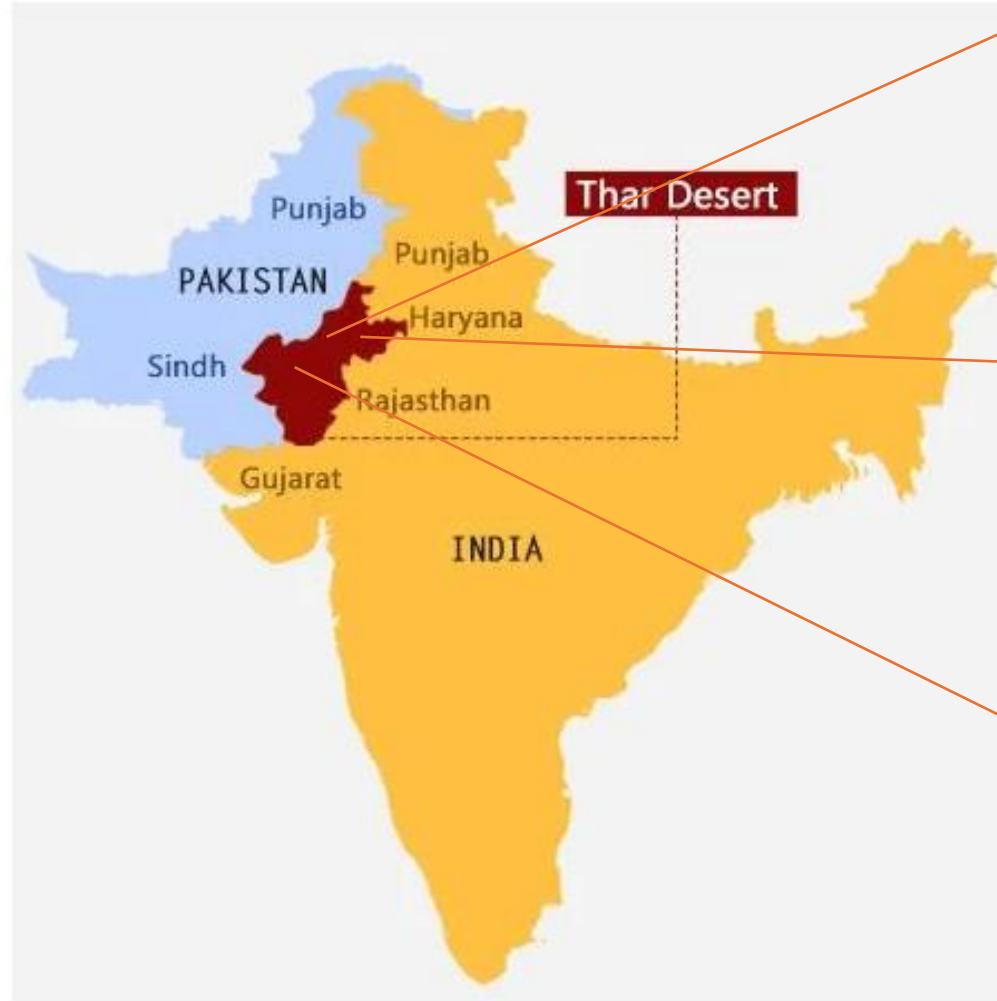 Thar Desert
Punjab
Punjab
PAKISTAN
Haryana
Sindh
Rajasthan
Gujarat
INDIA